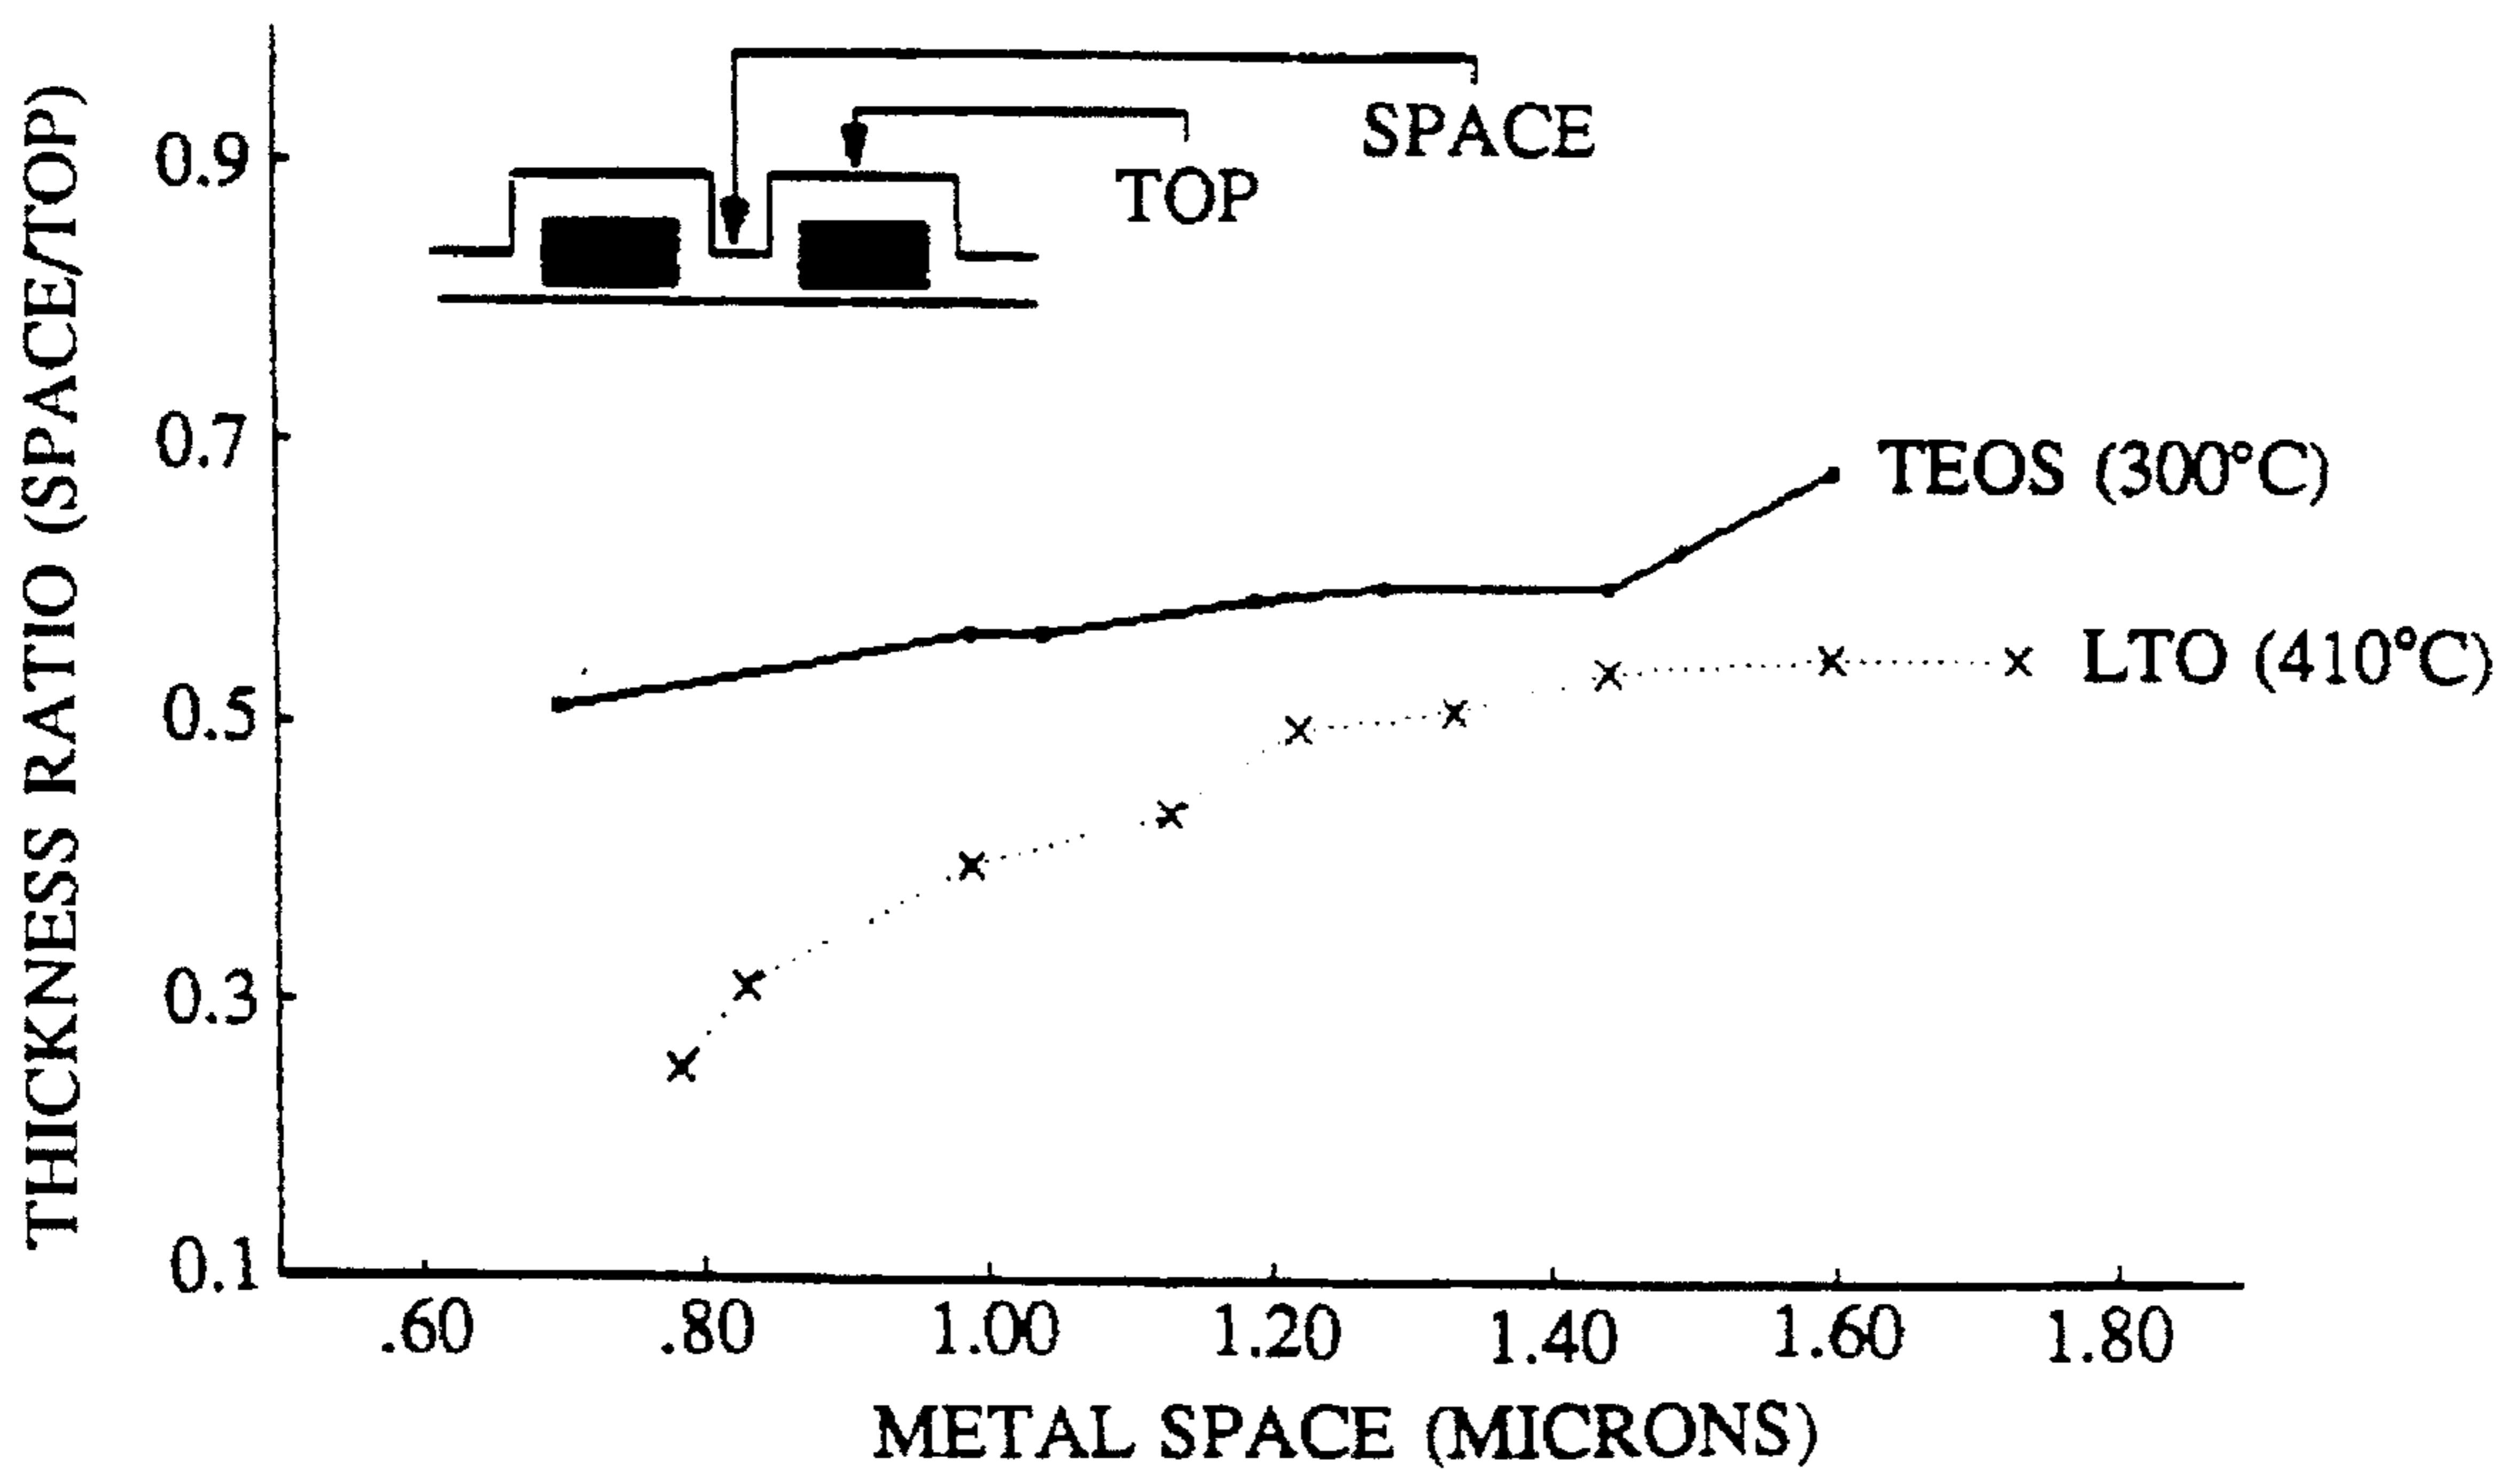 THICKNESS RATIO (SPACE/TOP)
0.9
0.7
0.5
0.3
0.1
SPACE
TOP
TEOS (300°C)
LTO (410°C)
.60 .80 1.00 1.20 1.40 1.60 1.80
METAL SPACE (MICRONS)